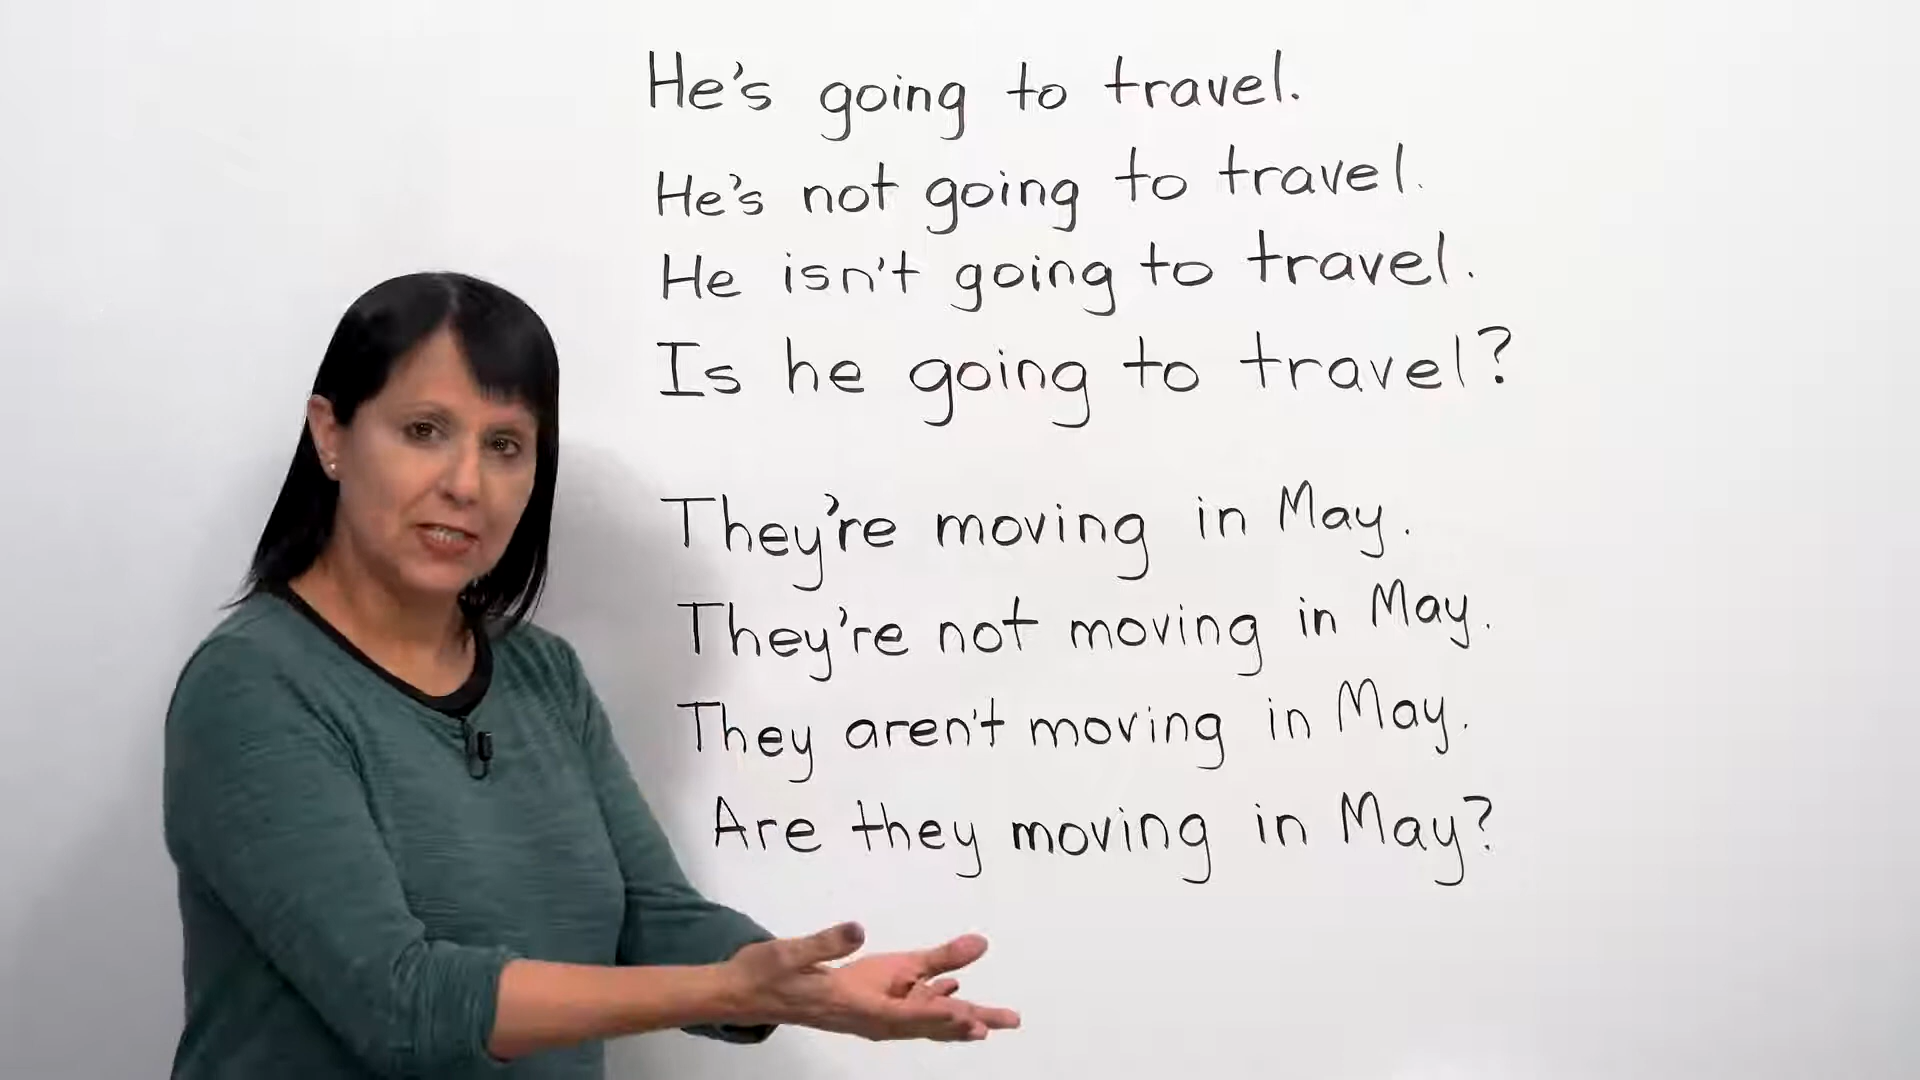 He's going to travel.
He's not going to travel.
He isn't going to travel.
Is he going to travel?
They're moving in May.
They're not moving in May.
They aren't moving in May.
Are they moving in May?